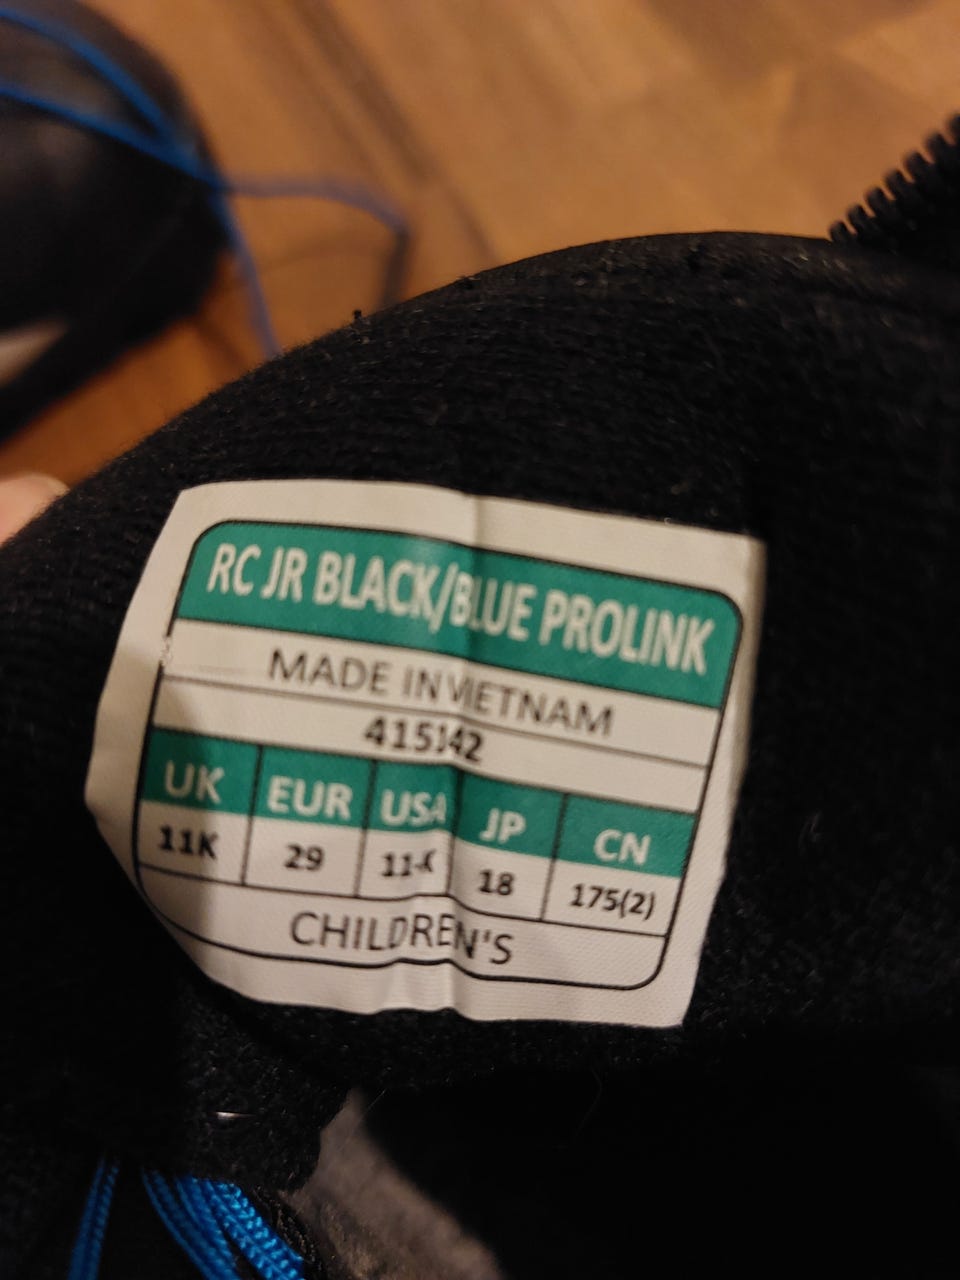 RC JR BLACK/BLUE PROLINK
MADE IN VIETNAM
415142
UK EUR USA JP CN
11K 29 11-K 18 175(2)
CHILDREN'S